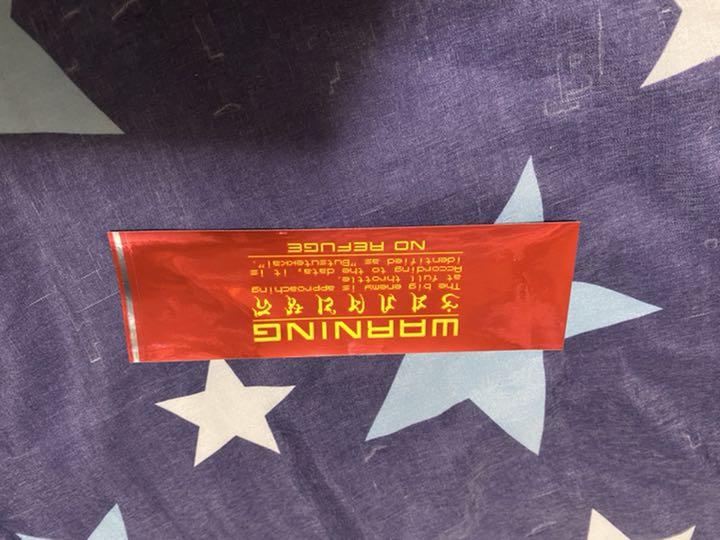 WARNING
The big enemy is approaching
at full throttle.
According to the data, it is
identified as "Butsutekkai".
NO REFUGE